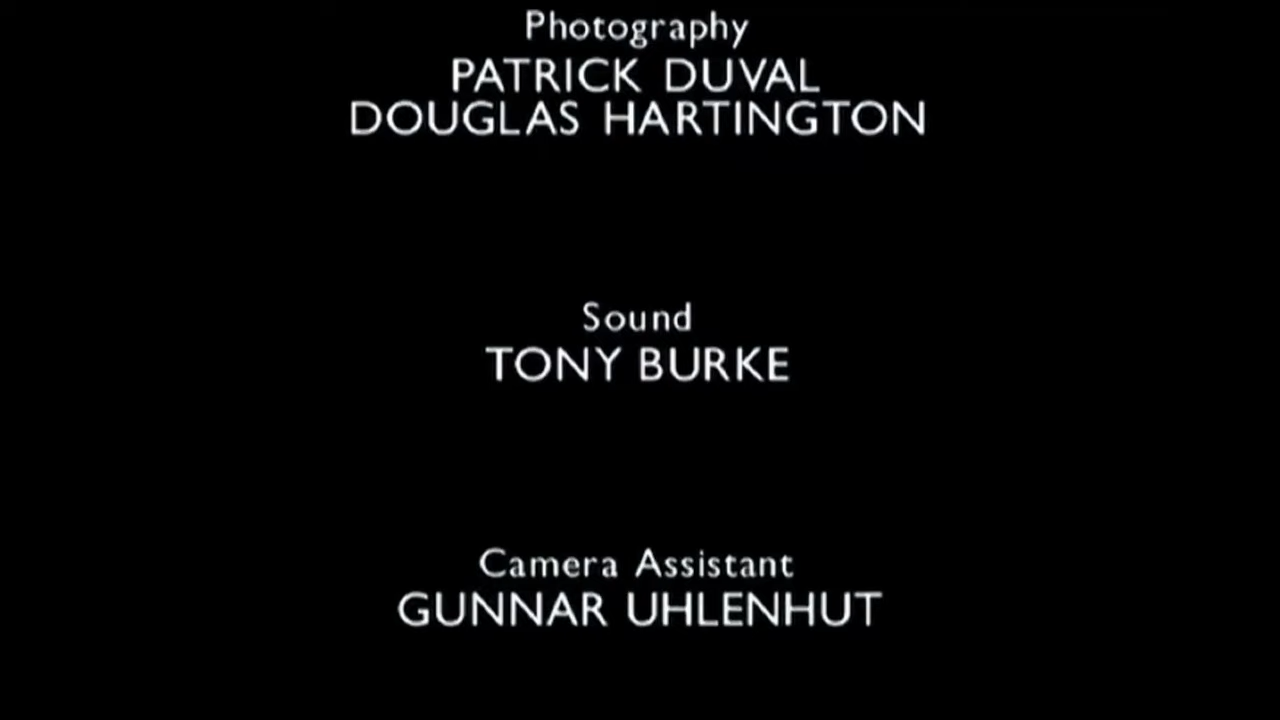 Photography
PATRICK DUVAL
DOUGLAS HARTINGTON
Sound
TONY BURKE
Camera Assistant
GUNNAR UHLENHUT